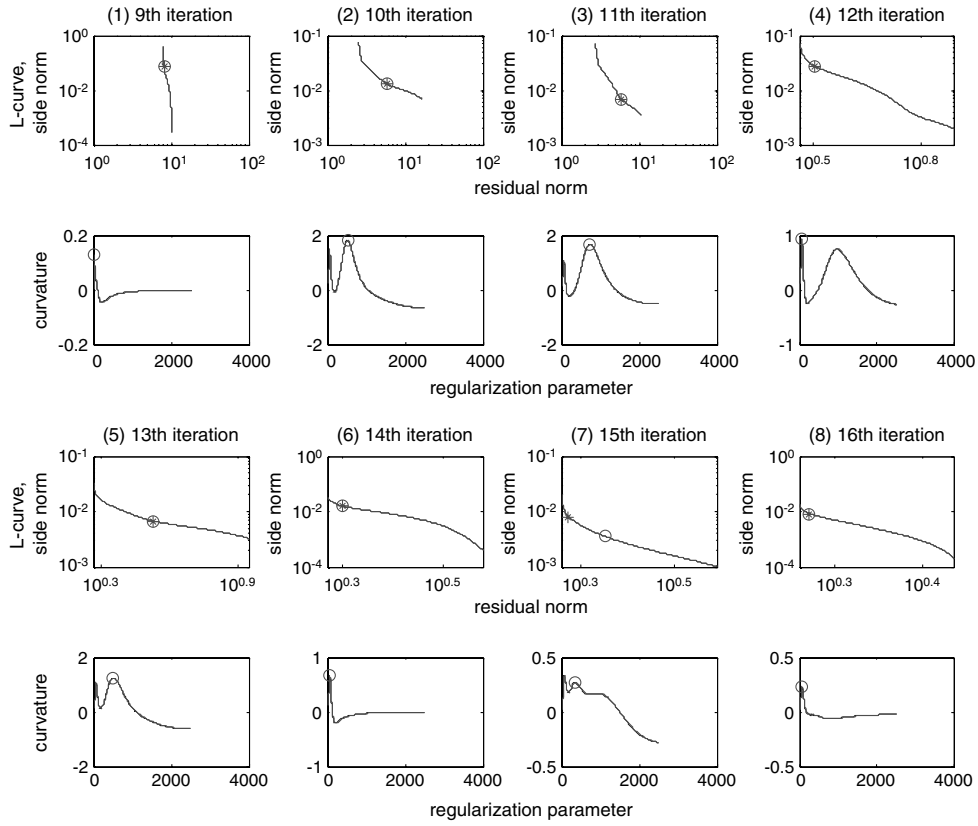 (1) 9th iteration
(2) 10th iteration
(3) 11th iteration
(4) 12th iteration
L-curve,
side norm
10^0
10^-2
10^-4
10^0 10^1 10^2
side norm
10^-1
10^-2
10^-3
10^0 10^1 10^2
side norm
10^-1
10^-2
10^-3
10^0 10^1 10^2
side norm
10^-1
10^-2
10^-3
10^0.5 10^0.8
residual norm
curvature
0.2
0
-0.2
0 2000 4000
2
0
-2
0 2000 4000
2
0
-2
0 2000 4000
1
0
-1
0 2000 4000
regularization parameter
(5) 13th iteration
(6) 14th iteration
(7) 15th iteration
(8) 16th iteration
L-curve,
side norm
10^-1
10^-2
10^-3
10^0.3 10^0.9
side norm
10^0
10^-2
10^-4
10^0.3 10^0.5
side norm
10^-1
10^-2
10^-3
10^0.3 10^0.5
side norm
10^0
10^-2
10^-4
10^0.3 10^0.4
residual norm
curvature
2
0
-2
0 2000 4000
1
0
-1
0 2000 4000
0.5
0
-0.5
0 2000 4000
0.5
0
-0.5
0 2000 4000
regularization parameter